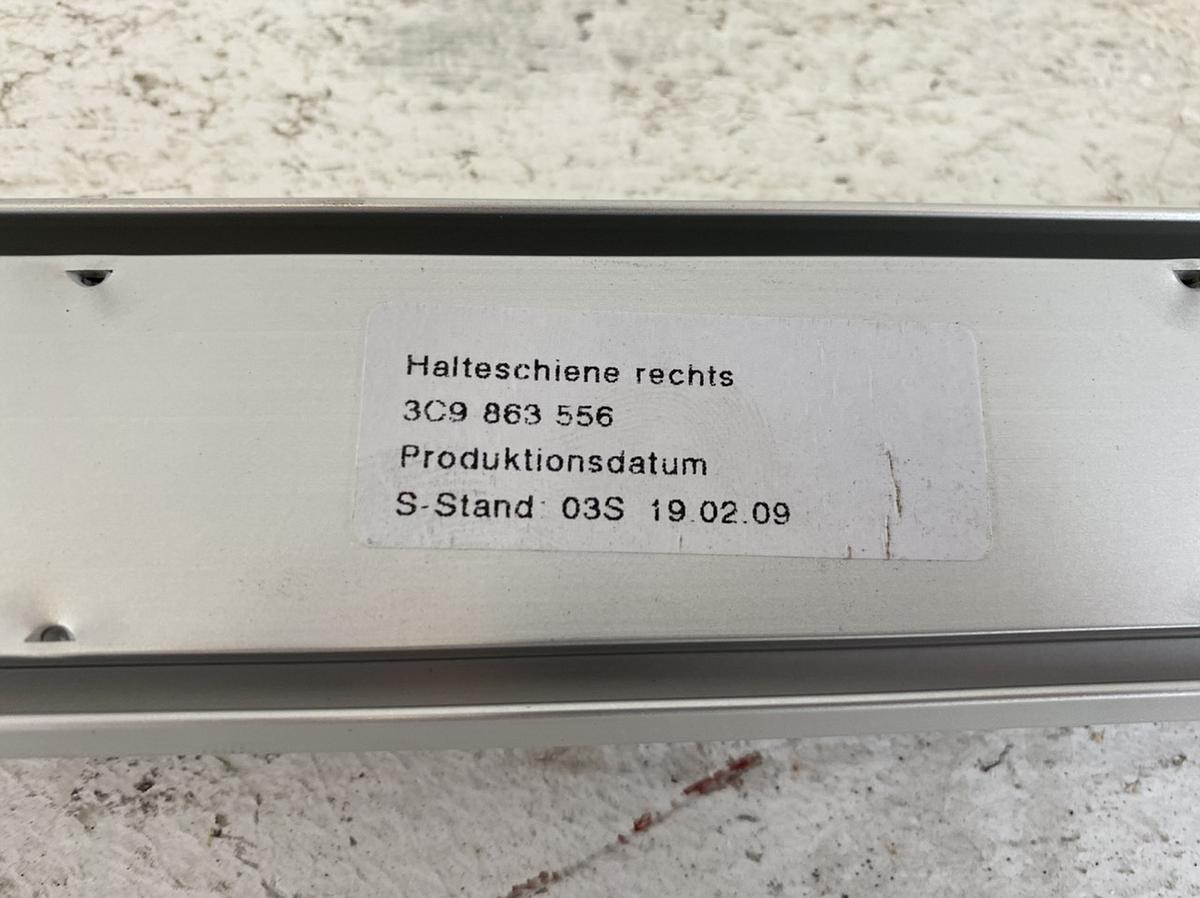 Halteschiene rechts
3C9 863 556
Produktionsdatum
S-Stand: 03S 19.02.09